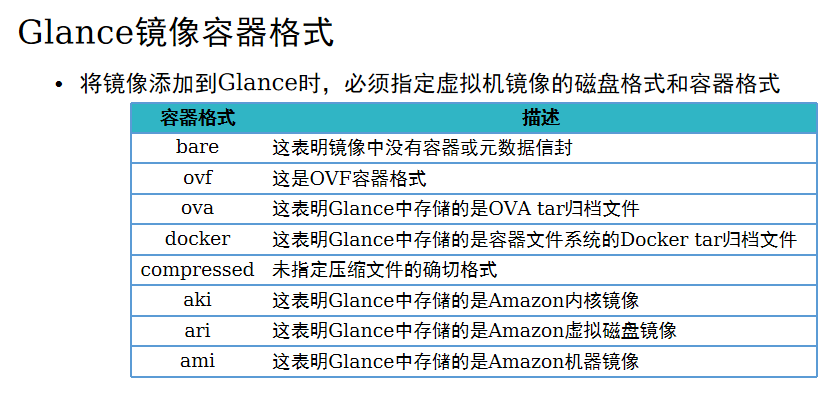 Glance镜像容器格式
• 将镜像添加到Glance时，必须指定虚拟机镜像的磁盘格式和容器格式
容器格式 描述
bare 这表明镜像中没有容器或元数据信封
ovf 这是OVF容器格式
ova 这表明Glance中存储的是OVA tar归档文件
docker 这表明Glance中存储的是容器文件系统的Docker tar归档文件
compressed 未指定压缩文件的确切格式
aki 这表明Glance中存储的是Amazon内核镜像
ari 这表明Glance中存储的是Amazon虚拟磁盘镜像
ami 这表明Glance中存储的是Amazon机器镜像